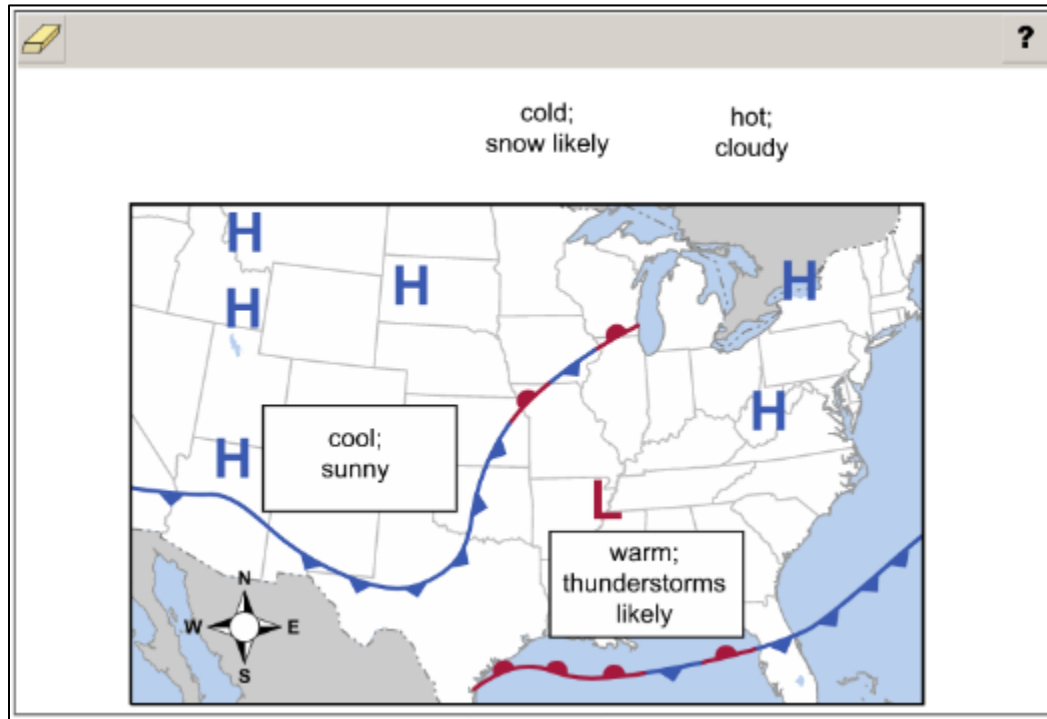 ?
cold;
snow likely
hot;
cloudy
H
H
H
H
cool;
sunny
H
H
L
warm;
thunderstorms
likely
N
W
E
S